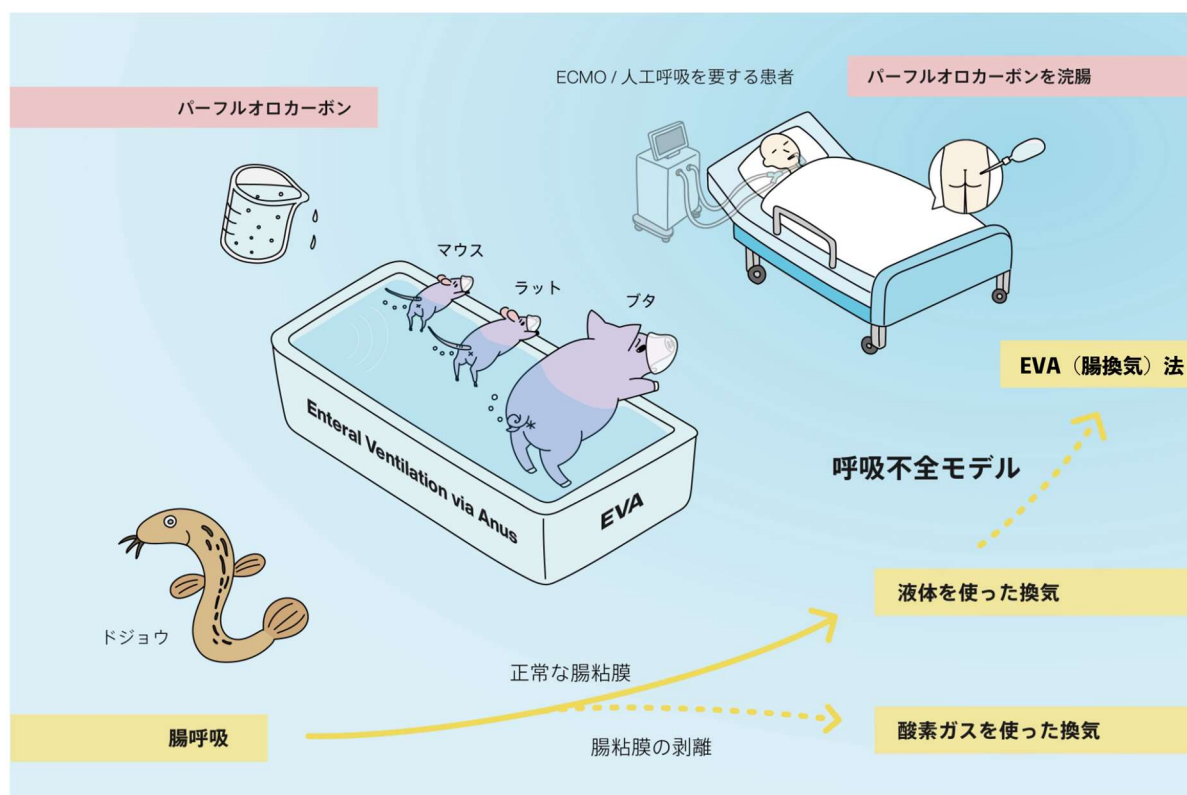 ECMO / 人工呼吸を要する患者
パーフルオロカーボンを浣腸
パーフルオロカーボン
マウス
ラット
ブタ
EVA（腸換気）法
Enteral Ventilation via Anus
EVA
呼吸不全モデル
液体を使った換気
ドジョウ
正常な腸粘膜
腸呼吸
酸素ガスを使った換気
腸粘膜の剥離